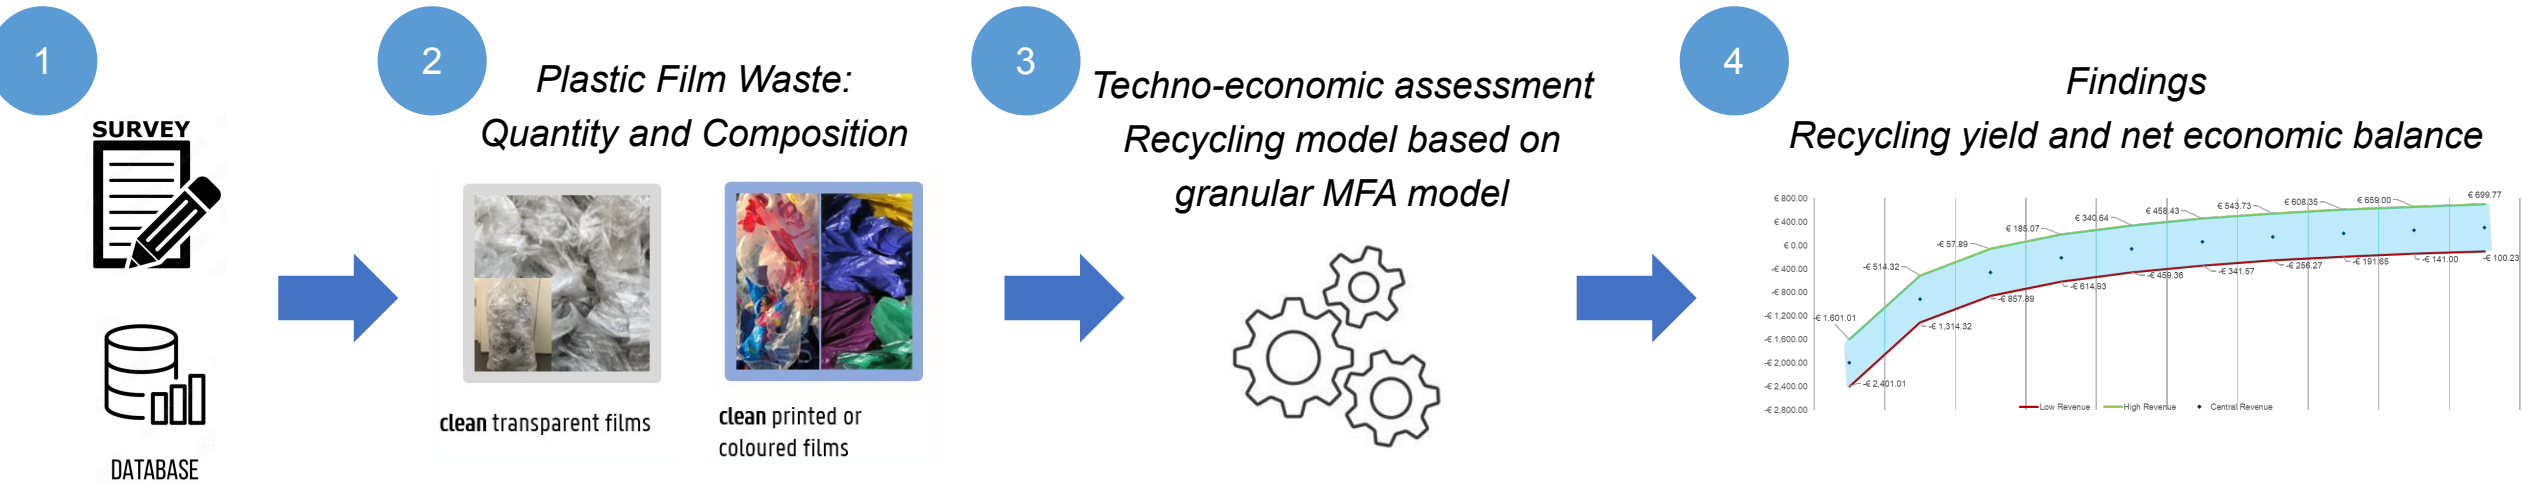 1
SURVEY
DATABASE
2
Plastic Film Waste:
Quantity and Composition
clean transparent films
clean printed or
coloured films
3
Techno-economic assessment
Recycling model based on
granular MFA model
4
Findings
Recycling yield and net economic balance
€ 800.00
€ 400.00
€ 0.00
-€ 400.00
-€ 800.00
-€ 1,200.00
-€ 1,600.00
-€ 2,000.00
-€ 2,400.00
-€ 2,800.00
-€ 1,601.01
-€ 514.32
-€ 57.89
€ 185.07
€ 340.64
€ 458.43
€ 543.73
€ 608.35
€ 659.00
€ 699.77
-€ 2,401.01
-€ 1,314.32
-€ 857.89
-€ 614.93
-€ 459.36
-€ 341.57
-€ 256.27
-€ 191.65
-€ 141.00
-€ 100.23
Low Revenue
High Revenue
Central Revenue